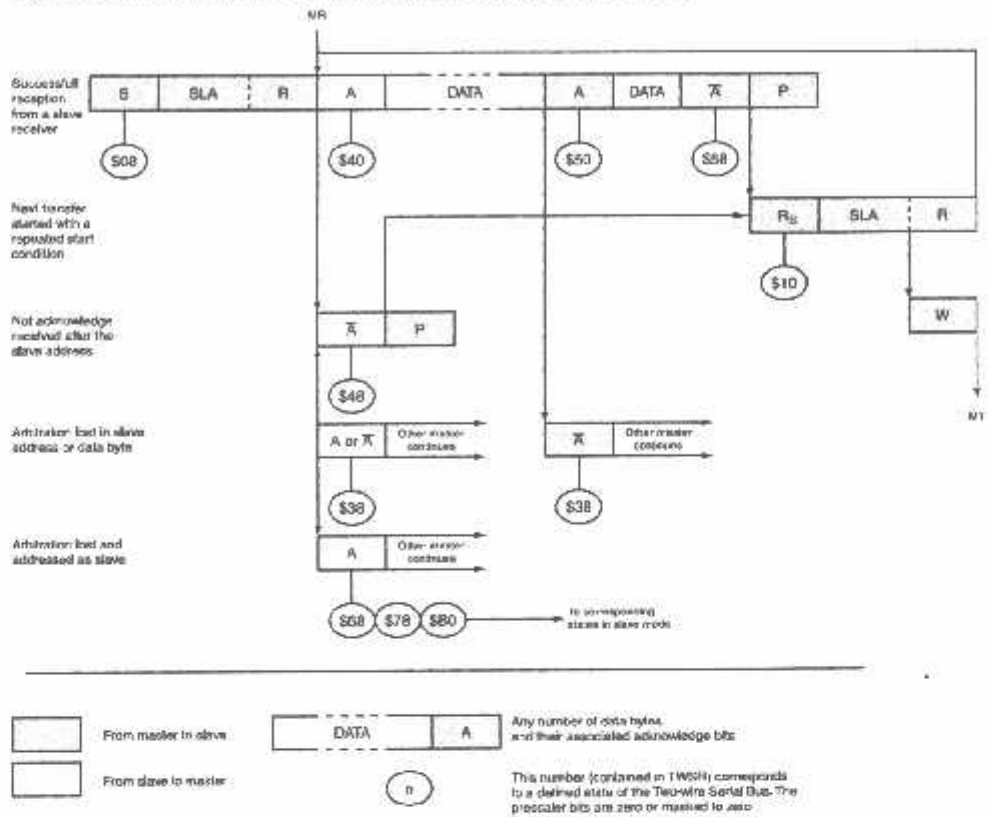 MR
Successfull
reception
from a slave
receiver
S SLA R A DATA A DATA A̅ P
$08 $40 $50 $58
Next transfer
started with a
repeated start
condition
RS SLA R
$10
W
MT
Not acknowledge
received after the
slave address
A̅ P
$48
Arbitration lost in slave
address or data byte
A or A̅ Other master
continues
A̅ Other master
continues
$38 $38
Arbitration lost and
addressed as slave
A Other master
continues
$68 $78 $B0
To corresponding
states in slave mode
From master to slave
DATA A
Any number of data bytes
and their associated acknowledge bits
From slave to master
n
This number (contained in TWSR) corresponds
to a defined state of the Two-wire Serial Bus. The
prescaler bits are zero or masked to zero